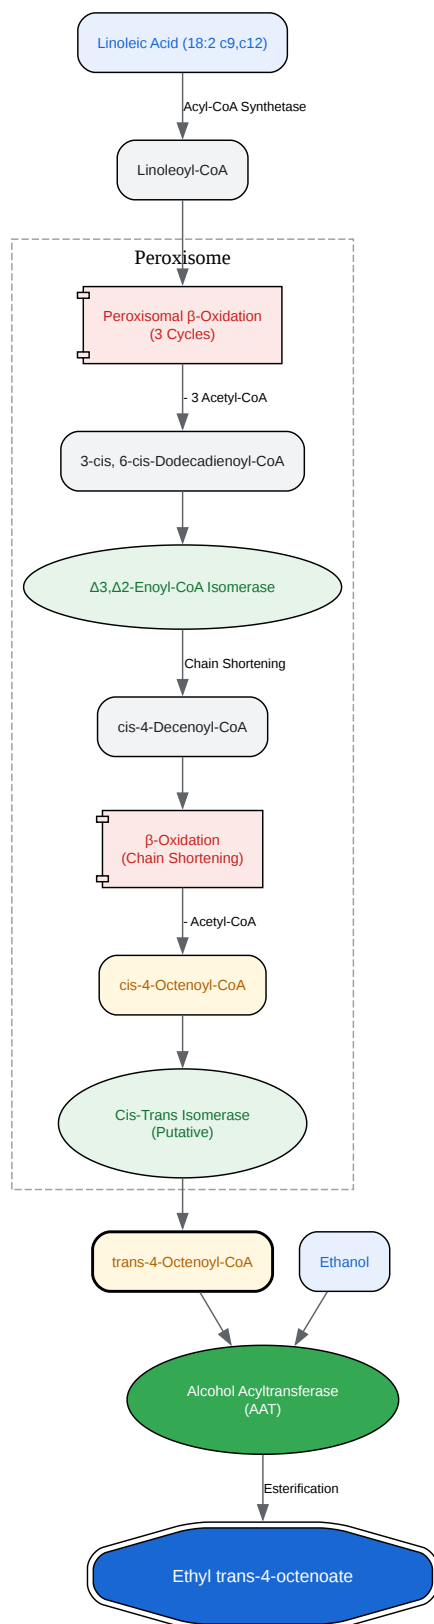 Linoleic Acid (18:2 c9,c12)
Acyl-CoA Synthetase
Linoleoyl-CoA
Peroxisome
Peroxisomal β-Oxidation
(3 Cycles)
- 3 Acetyl-CoA
3-cis, 6-cis-Dodecadienoyl-CoA
Δ3,Δ2-Enoyl-CoA Isomerase
Chain Shortening
cis-4-Decenoyl-CoA
β-Oxidation
(Chain Shortening)
- Acetyl-CoA
cis-4-Octenoyl-CoA
Cis-Trans Isomerase
(Putative)
trans-4-Octenoyl-CoA
Ethanol
Alcohol Acyltransferase
(AAT)
Esterification
Ethyl trans-4-octenoate